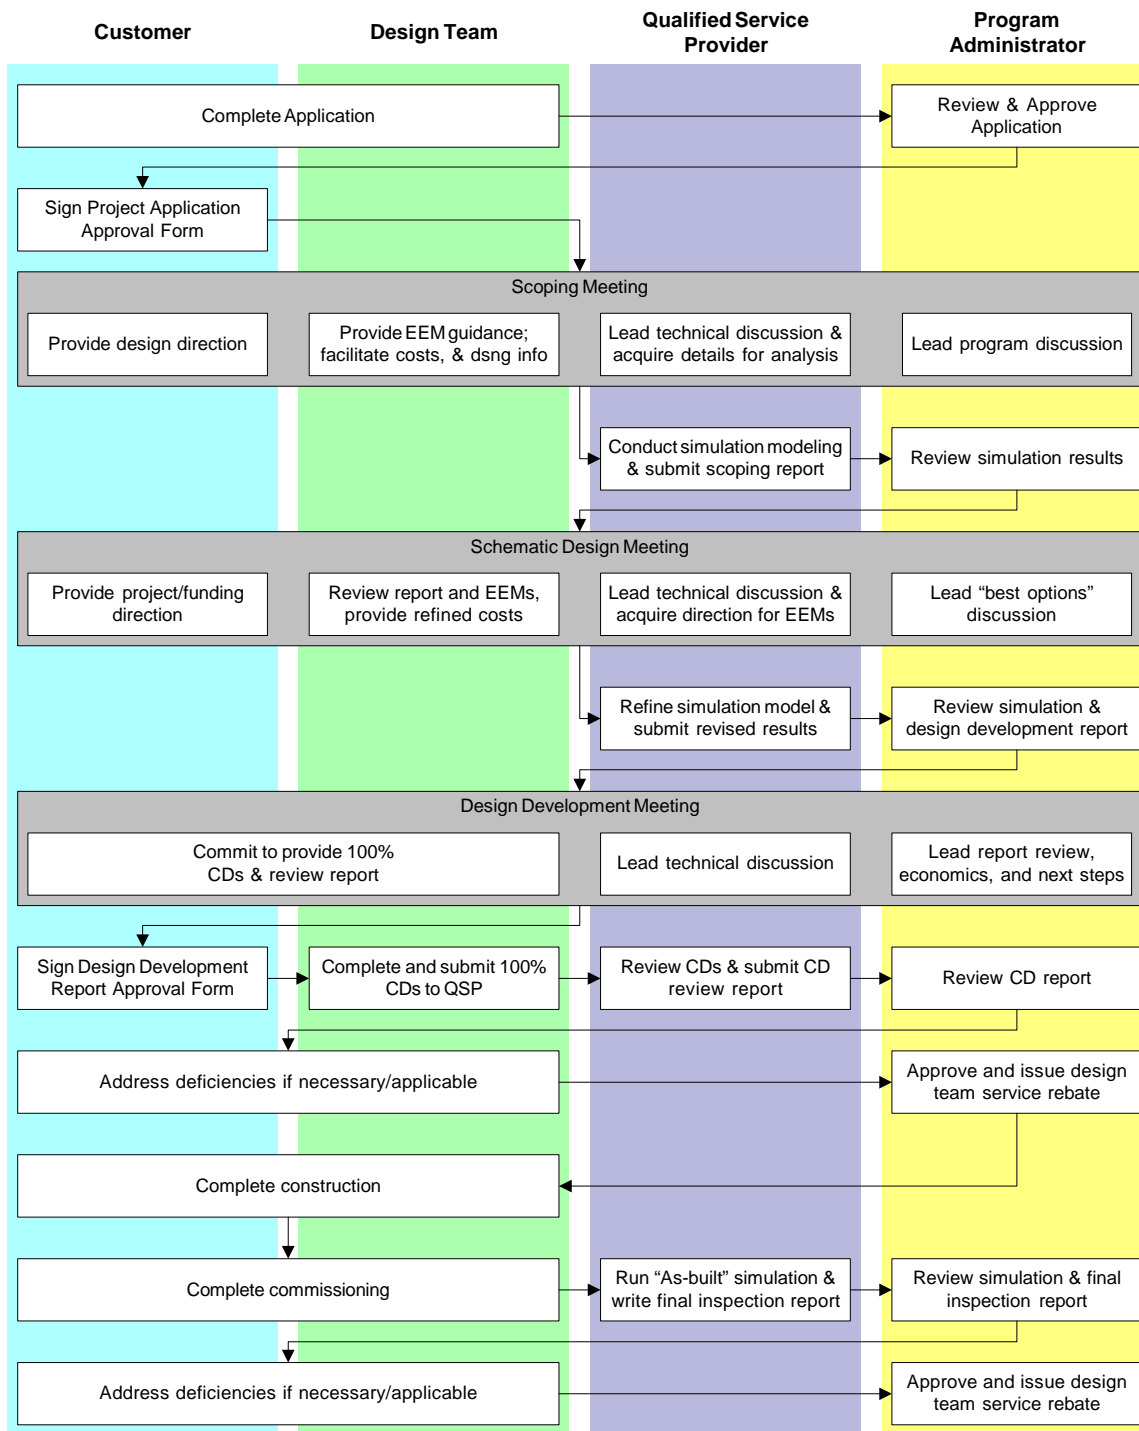 Customer
Design Team
Qualified Service
Provider
Program
Administrator
Complete Application
Review & Approve
Application
Sign Project Application
Approval Form
Scoping Meeting
Provide design direction
Provide EEM guidance;
facilitate costs, & dsng info
Lead technical discussion &
acquire details for analysis
Lead program discussion
Conduct simulation modeling
& submit scoping report
Review simulation results
Schematic Design Meeting
Provide project/funding
direction
Review report and EEMs,
provide refined costs
Lead technical discussion &
acquire direction for EEMs
Lead “best options”
discussion
Refine simulation model &
submit revised results
Review simulation &
design development report
Design Development Meeting
Commit to provide 100%
CDs & review report
Lead technical discussion
Lead report review,
economics, and next steps
Sign Design Development
Report Approval Form
Complete and submit 100%
CDs to QSP
Review CDs & submit CD
review report
Review CD report
Address deficiencies if necessary/applicable
Approve and issue design
team service rebate
Complete construction
Complete commissioning
Run “As-built” simulation &
write final inspection report
Review simulation & final
inspection report
Address deficiencies if necessary/applicable
Approve and issue design
team service rebate